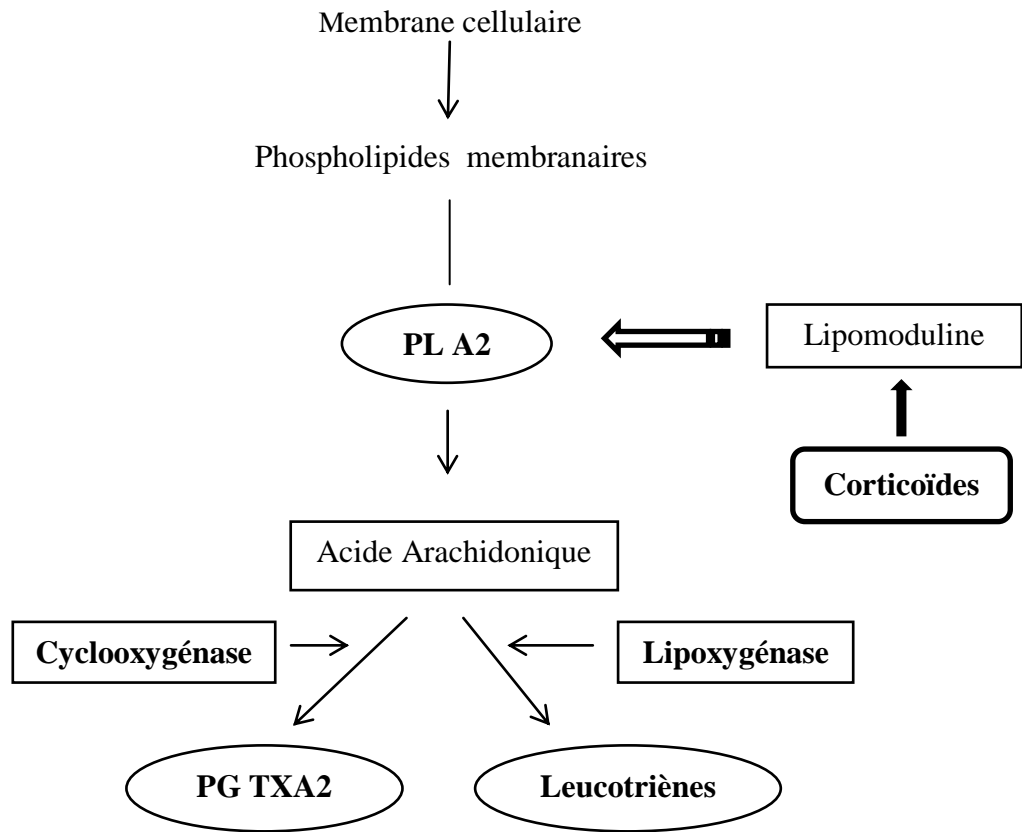 Membrane cellulaire
Phospholipides membranaires
PL A2
Lipomoduline
Corticoïdes
Acide Arachidonique
Cyclooxygénase
Lipoxygénase
PG TXA2
Leucotriènes